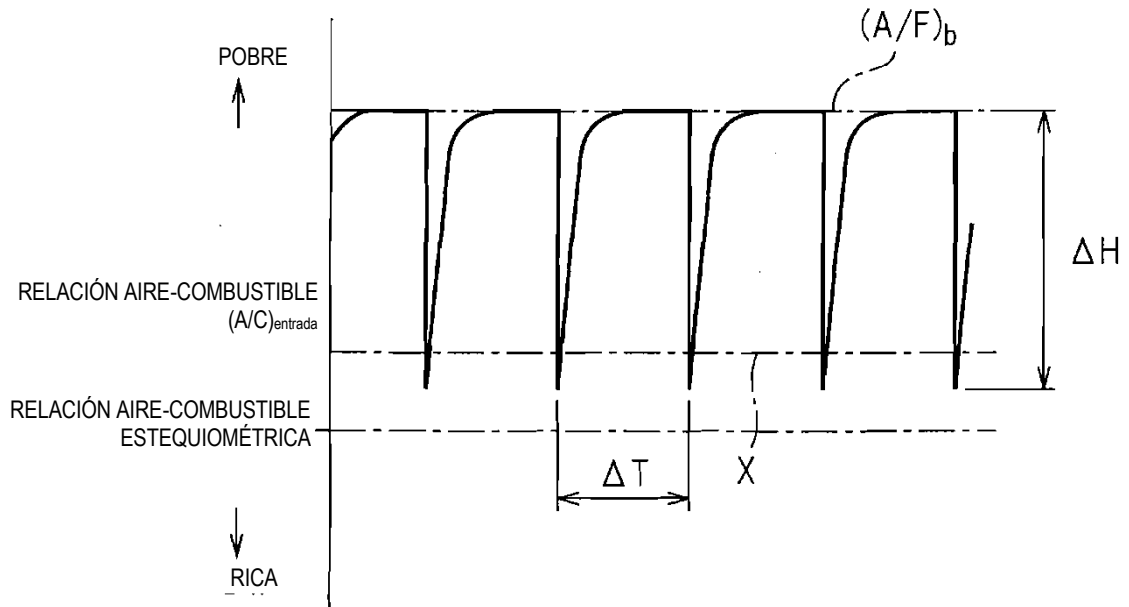 (A/F)b
POBRE
ΔH
RELACIÓN AIRE-COMBUSTIBLE
(A/C)entrada
RELACIÓN AIRE-COMBUSTIBLE
ESTEQUIOMÉTRICA
X
ΔT
RICA